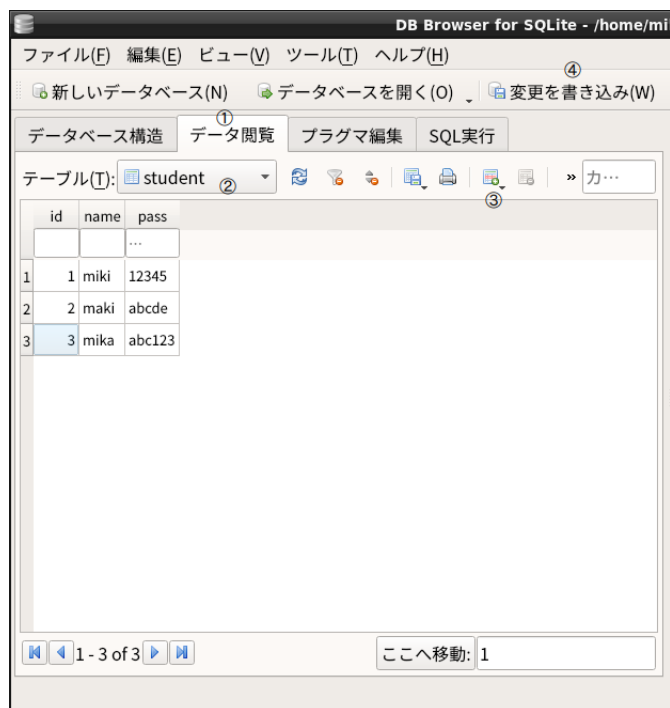 DB Browser for SQLite - /home/mi
ファイル(F) 編集(E) ビュー(V) ツール(T) ヘルプ(H)
④
新しいデータベース(N) データベースを開く(O) 変更を書き込み(W)
①
データベース構造 データ閲覧 プラグマ編集 SQL実行
テーブル(T): student ② » カ…
③
id name pass
…
1 1 miki 12345
2 2 maki abcde
3 3 mika abc123
1 - 3 of 3 ここへ移動: 1